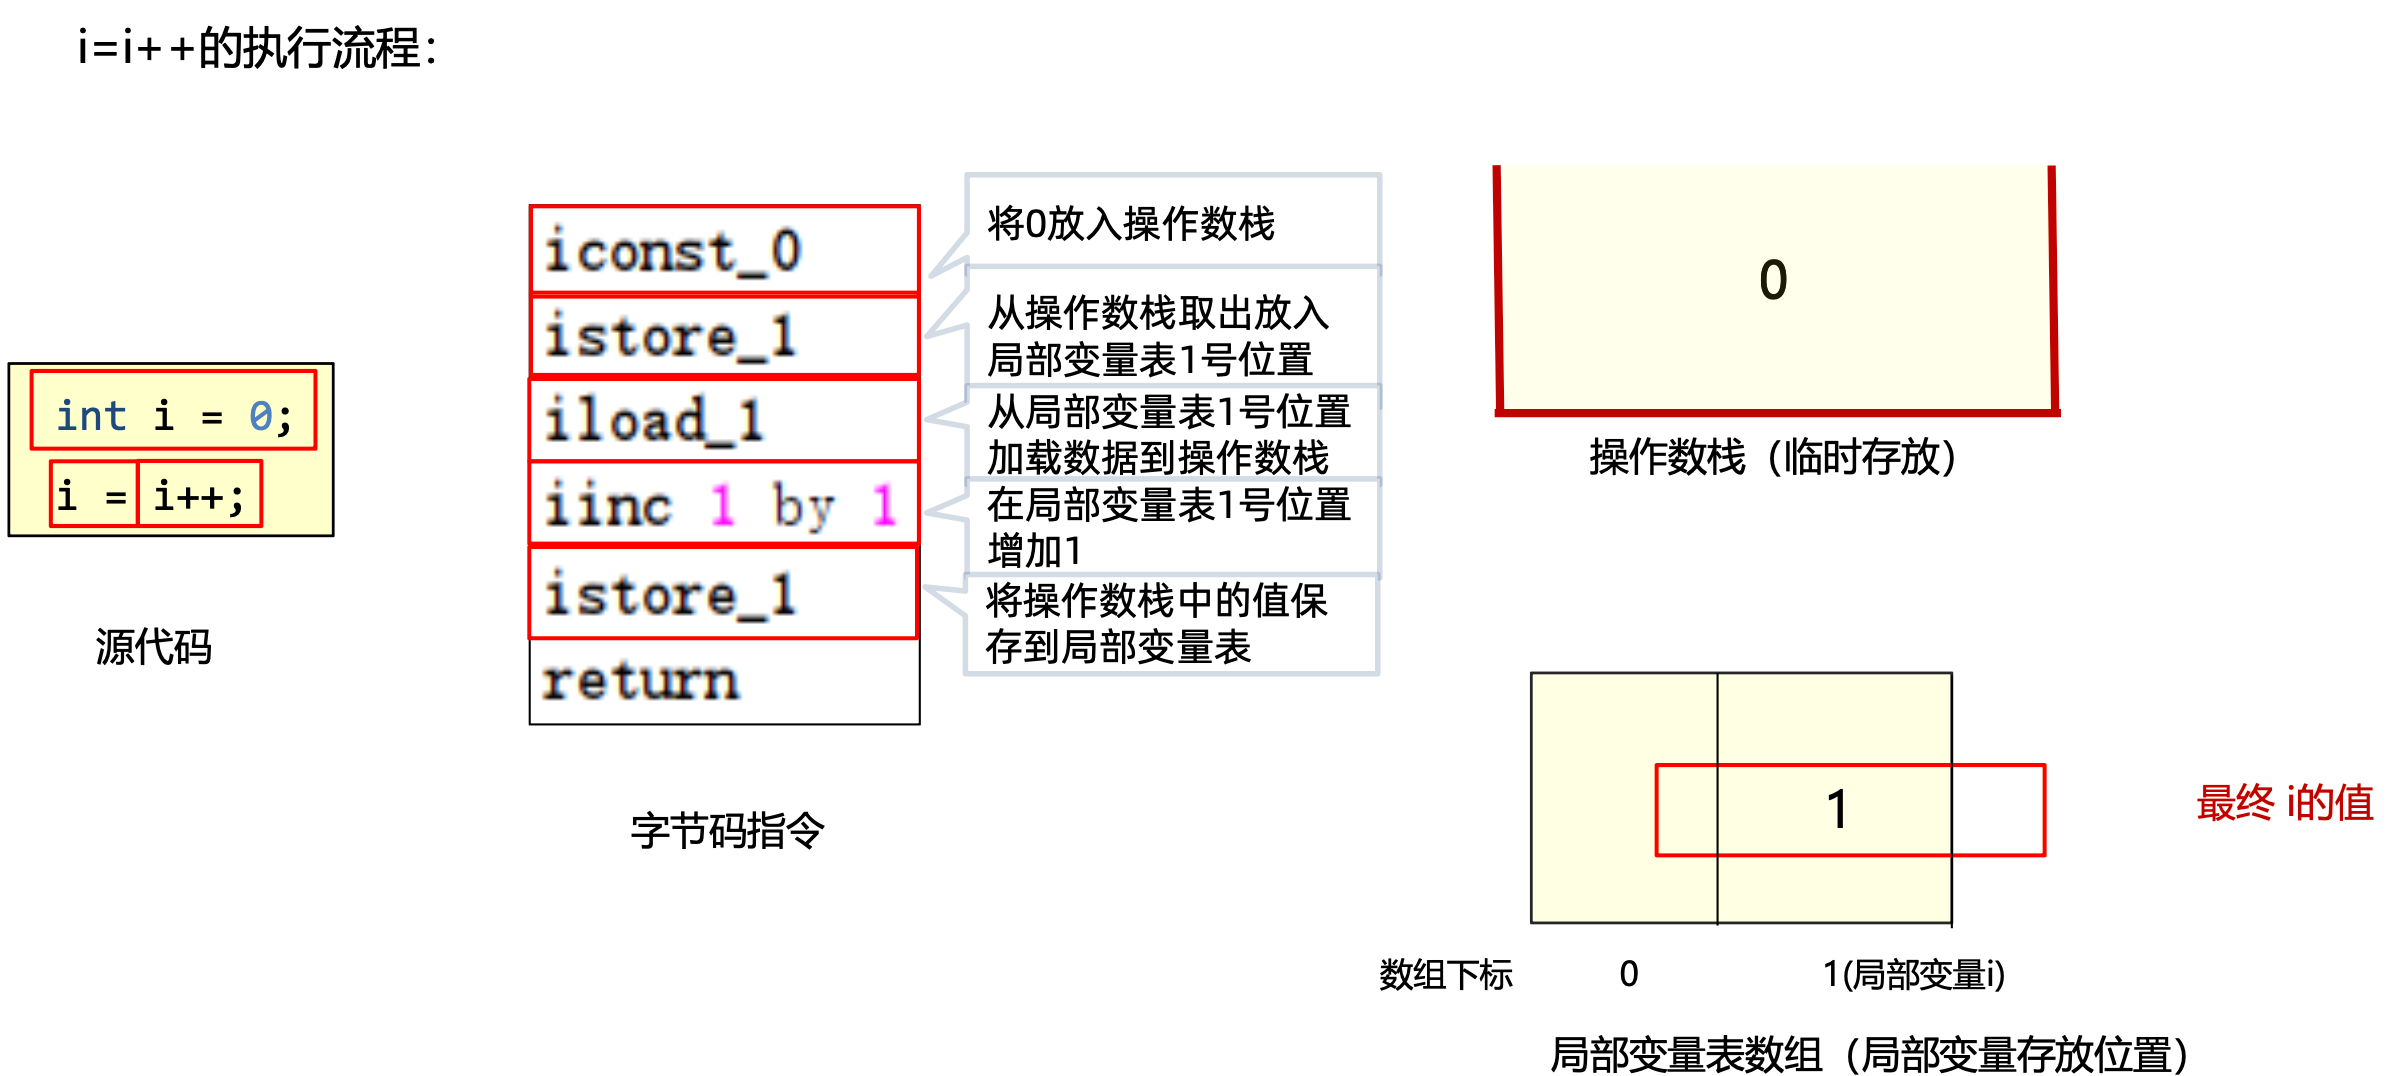 i=i++的执行流程：
int i = 0;
i = i++;
源代码
iconst_0
istore_1
iload_1
iinc 1 by 1
istore_1
return
字节码指令
将0放入操作数栈
从操作数栈取出放入
局部变量表1号位置
从局部变量表1号位置
加载数据到操作数栈
在局部变量表1号位置
增加1
将操作数栈中的值保
存到局部变量表
0
操作数栈（临时存放）
1
最终 i的值
数组下标 0 1(局部变量i)
局部变量表数组（局部变量存放位置）